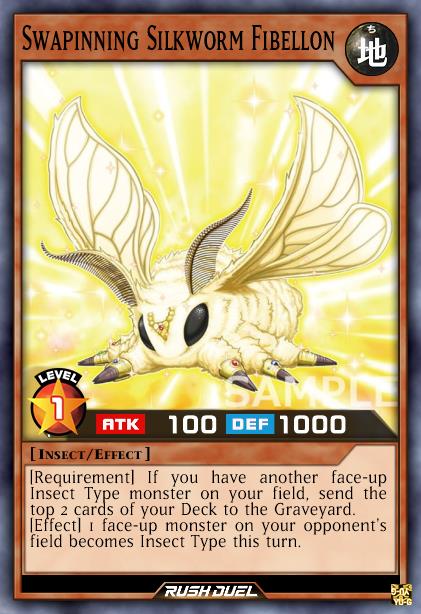 Swapinning Silkworm Fibellon
ち
地
SAMPLE
LEVEL
1
ATK 100 DEF 1000
[Insect/Effect]
[Requirement] If you have another face-up
Insect Type monster on your field, send the
top 2 cards of your Deck to the Graveyard.
[Effect] 1 face-up monster on your opponent's
field becomes Insect Type this turn.
RUSH DUEL